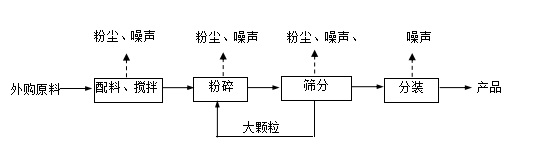 粉尘、噪声
粉尘、噪声
粉尘、噪声、
噪声
外购原料
配料、搅拌
粉碎
筛分
分装
产品
大颗粒